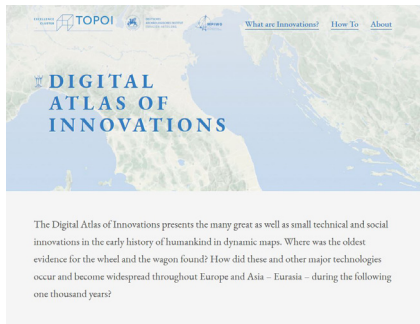 TOPOI
What are Innovations? How To About
DIGITAL
ATLAS OF
INNOVATIONS
The Digital Atlas of Innovations presents the many great as well as small technical and social
innovations in the early history of humankind in dynamic maps. Where was the oldest
evidence for the wheel and the wagon found? How did these and other major technologies
occur and become widespread throughout Europe and Asia – Eurasia – during the following
one thousand years?